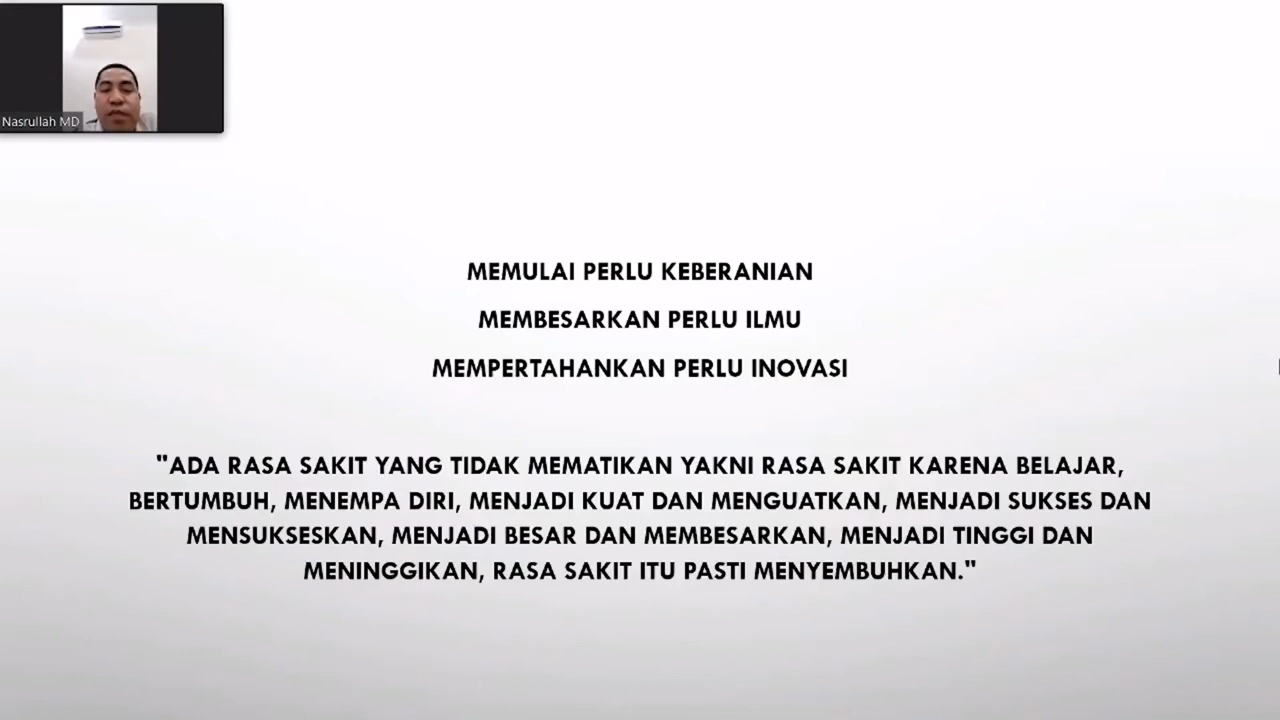 Nasrullah MD
MEMULAI PERLU KEBERANIAN
MEMBESARKAN PERLU ILMU
MEMPERTAHANKAN PERLU INOVASI
"ADA RASA SAKIT YANG TIDAK MEMATIKAN YAKNI RASA SAKIT KARENA BELAJAR,
BERTUMBUH, MENEMPA DIRI, MENJADI KUAT DAN MENGUATKAN, MENJADI SUKSES DAN
MENSUKSESKAN, MENJADI BESAR DAN MEMBESARKAN, MENJADI TINGGI DAN
MENINGGIKAN, RASA SAKIT ITU PASTI MENYEMBUHKAN."